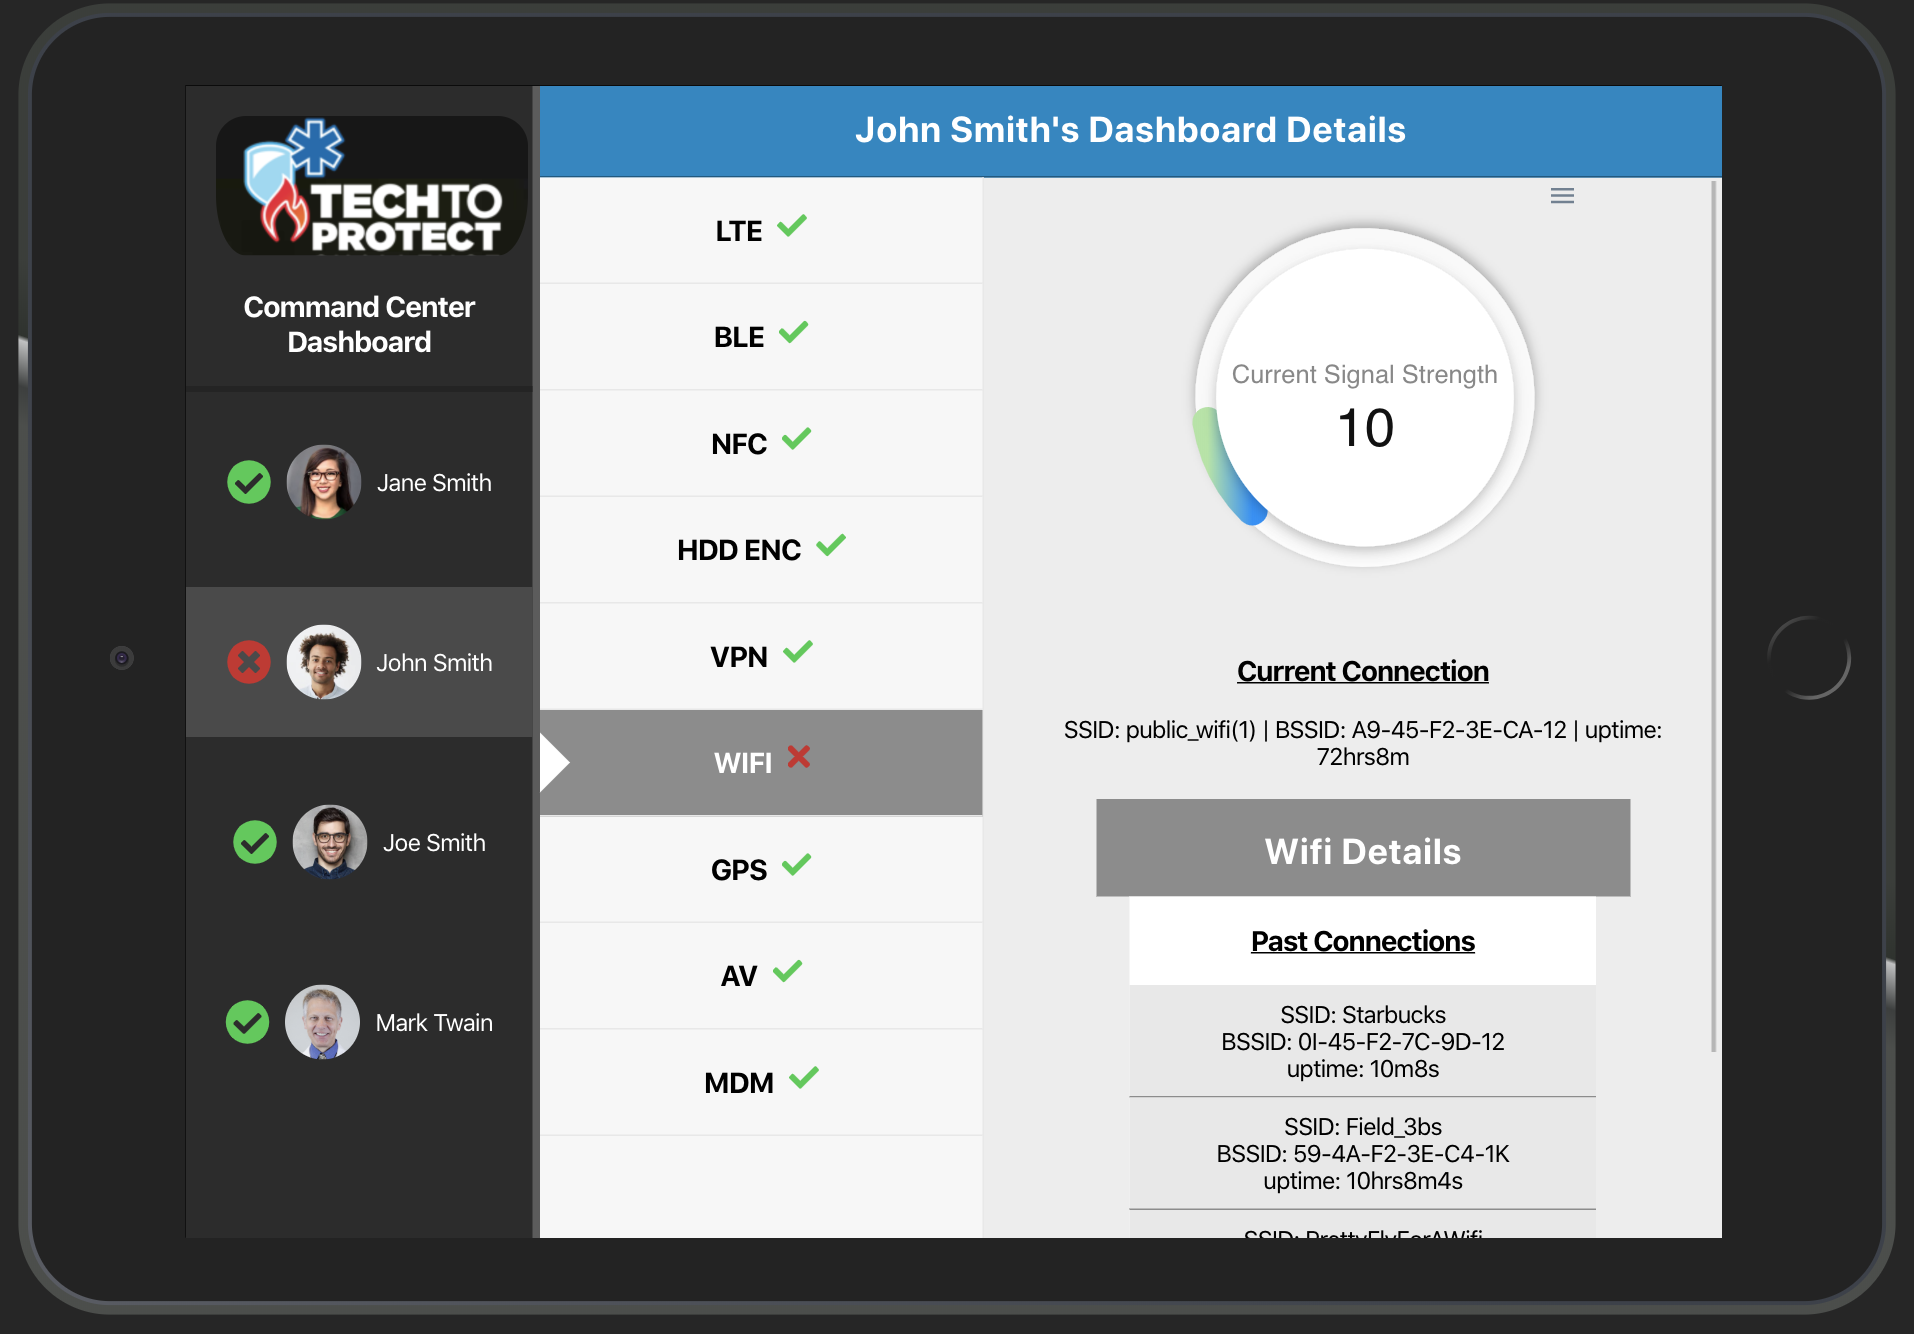 TECHTO
PROTECT
Command Center
Dashboard
Jane Smith
John Smith
Joe Smith
Mark Twain
John Smith's Dashboard Details
LTE
BLE
NFC
HDD ENC
VPN
WIFI
GPS
AV
MDM
Current Signal Strength
10
Current Connection
SSID: public_wifi(1) | BSSID: A9-45-F2-3E-CA-12 | uptime:
72hrs8m
Wifi Details
Past Connections
SSID: Starbucks
BSSID: 0I-45-F2-7C-9D-12
uptime: 10m8s
SSID: Field_3bs
BSSID: 59-4A-F2-3E-C4-1K
uptime: 10hrs8m4s
SSID: PrettyFlyForAWifi